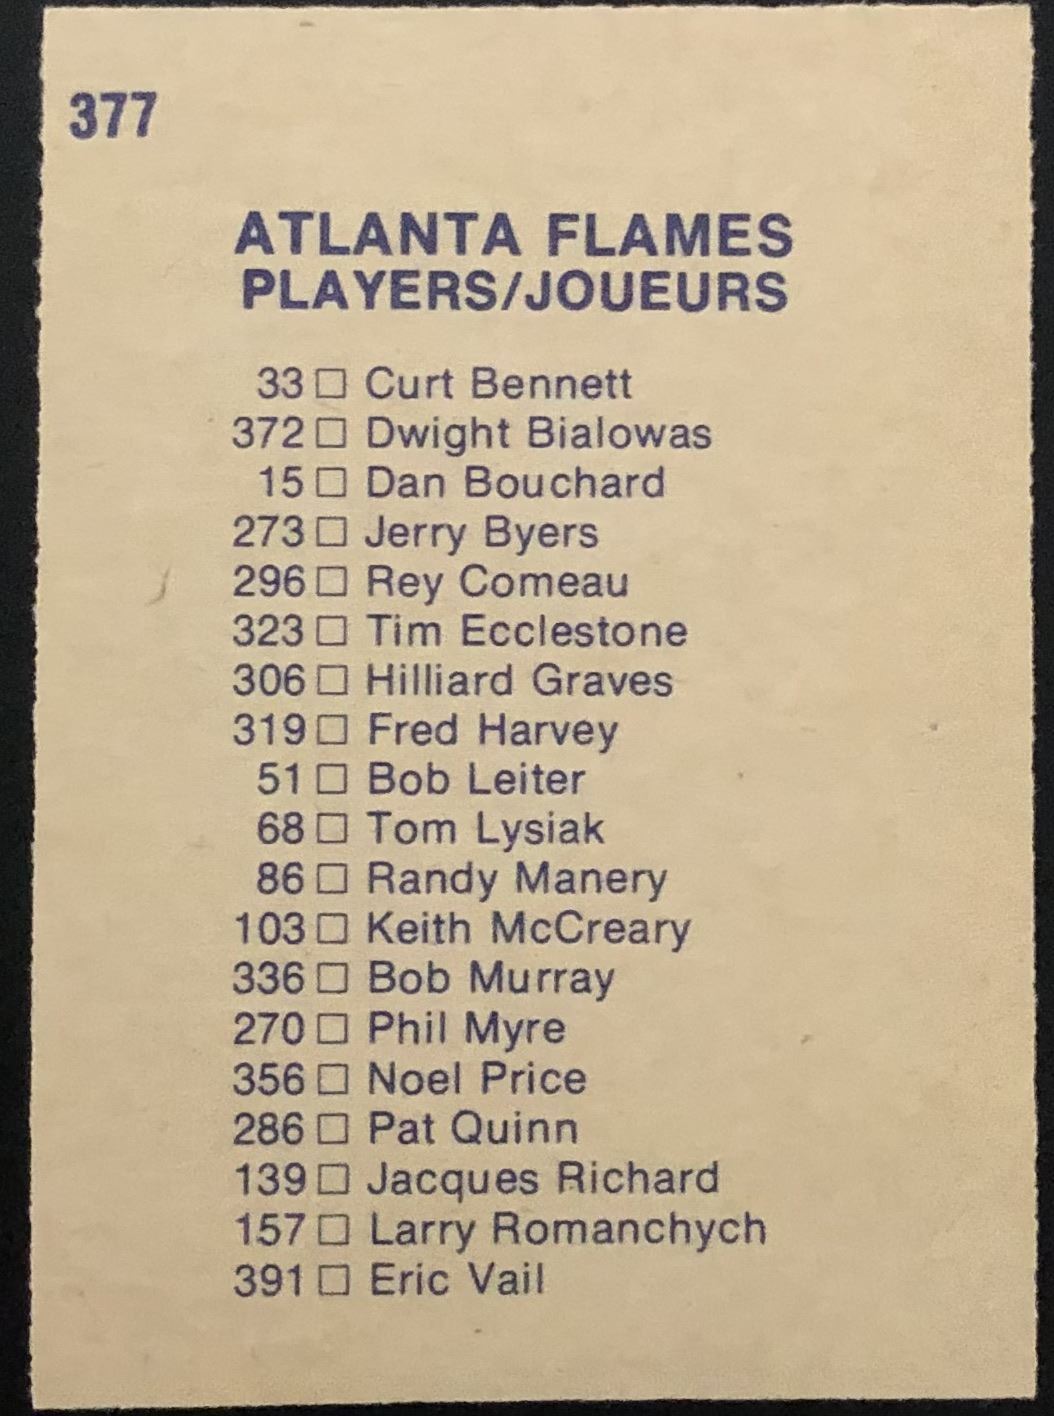 377
ATLANTA FLAMES
PLAYERS/JOUEURS
33 □ Curt Bennett
372 □ Dwight Bialowas
15 □ Dan Bouchard
273 □ Jerry Byers
296 □ Rey Comeau
323 □ Tim Ecclestone
306 □ Hilliard Graves
319 □ Fred Harvey
51 □ Bob Leiter
68 □ Tom Lysiak
86 □ Randy Manery
103 □ Keith McCreary
336 □ Bob Murray
270 □ Phil Myre
356 □ Noel Price
286 □ Pat Quinn
139 □ Jacques Richard
157 □ Larry Romanchych
391 □ Eric Vail